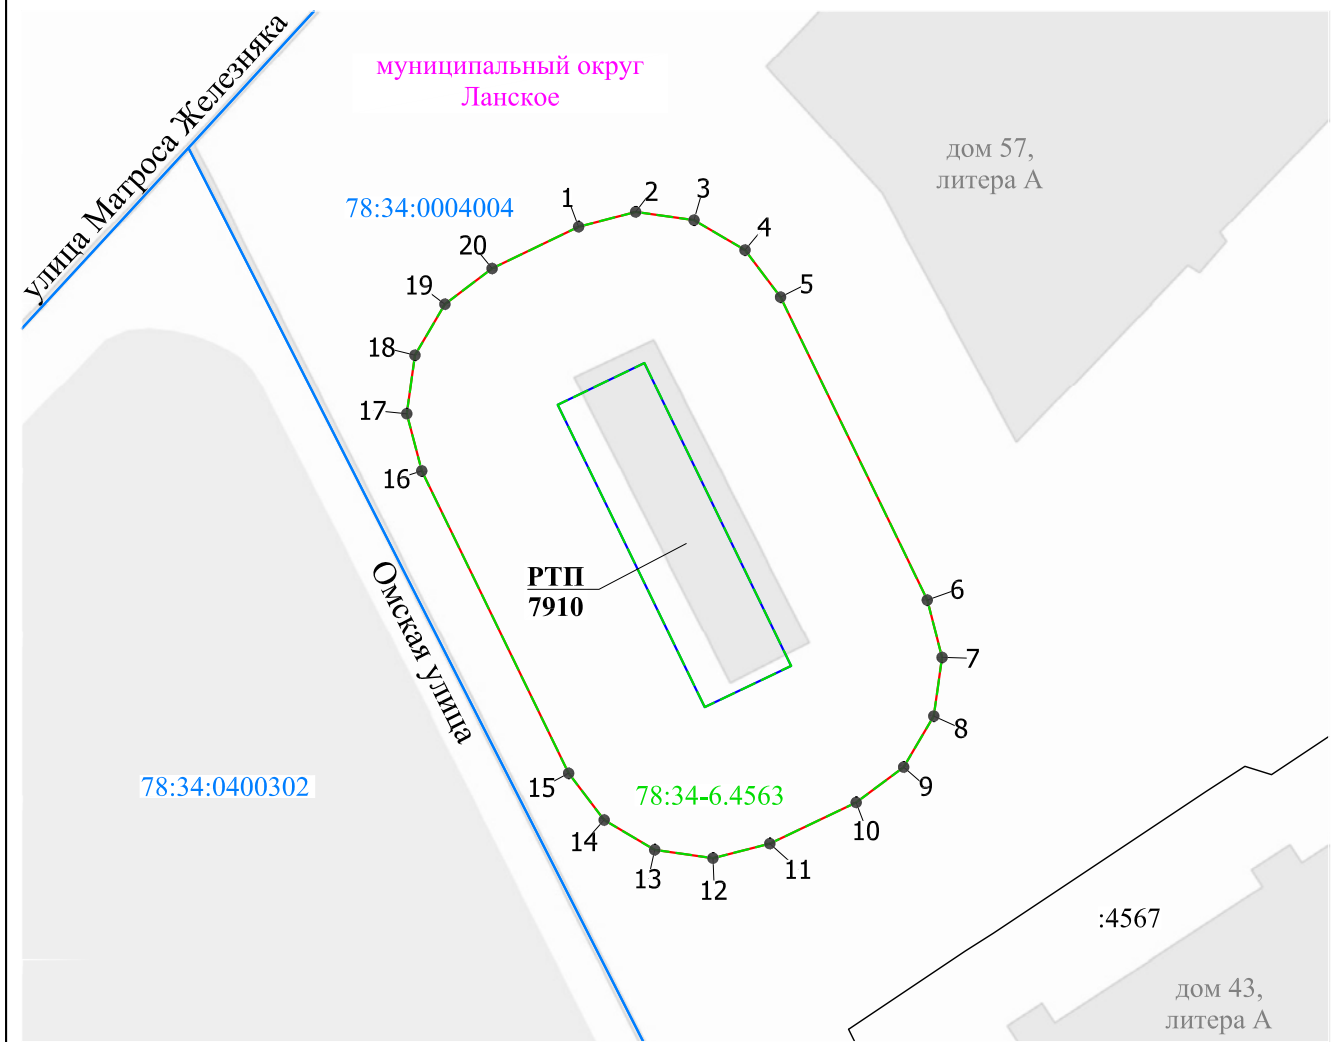 улица Матроса Железняка
муниципальный округ
Ланское
дом 57,
литера А
78:34:0004004
1
2
3
4
5
20
19
18
17
16
РТП
7910
6
7
8
9
10
11
12
13
14
15
Омская улица
78:34:0400302
78:34-6.4563
:4567
дом 43,
литера А